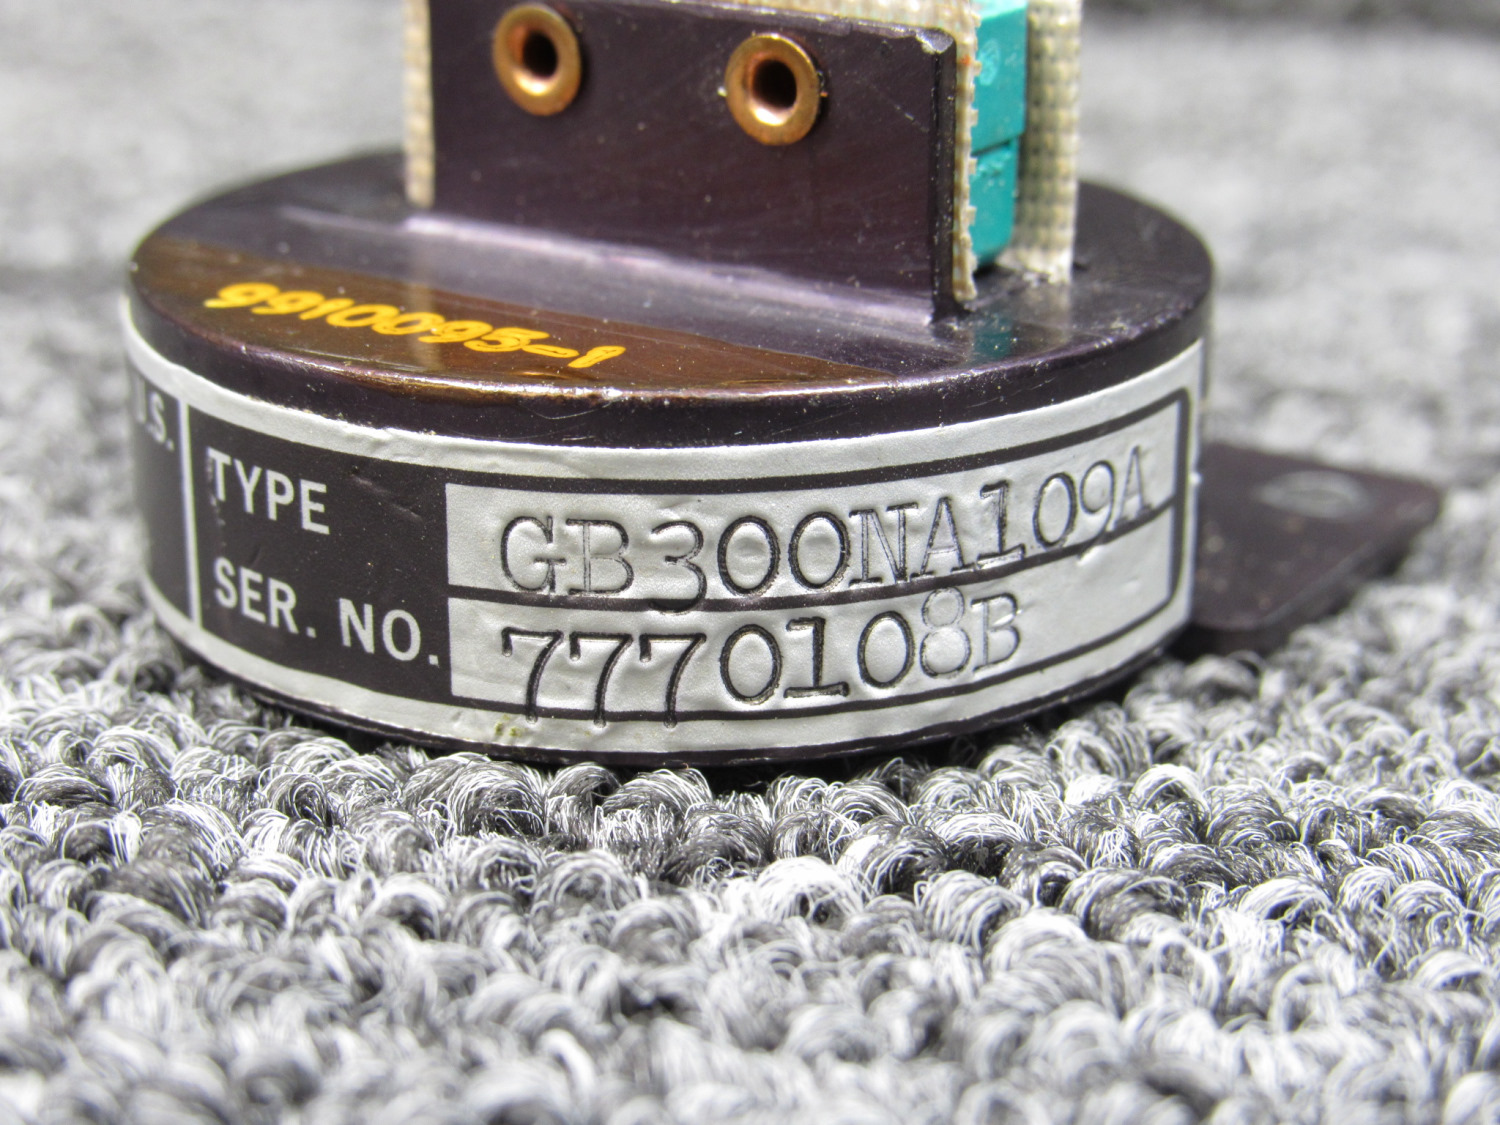 9910095-1
U.S.
TYPE GB300NA109A
SER. NO. 7770108B